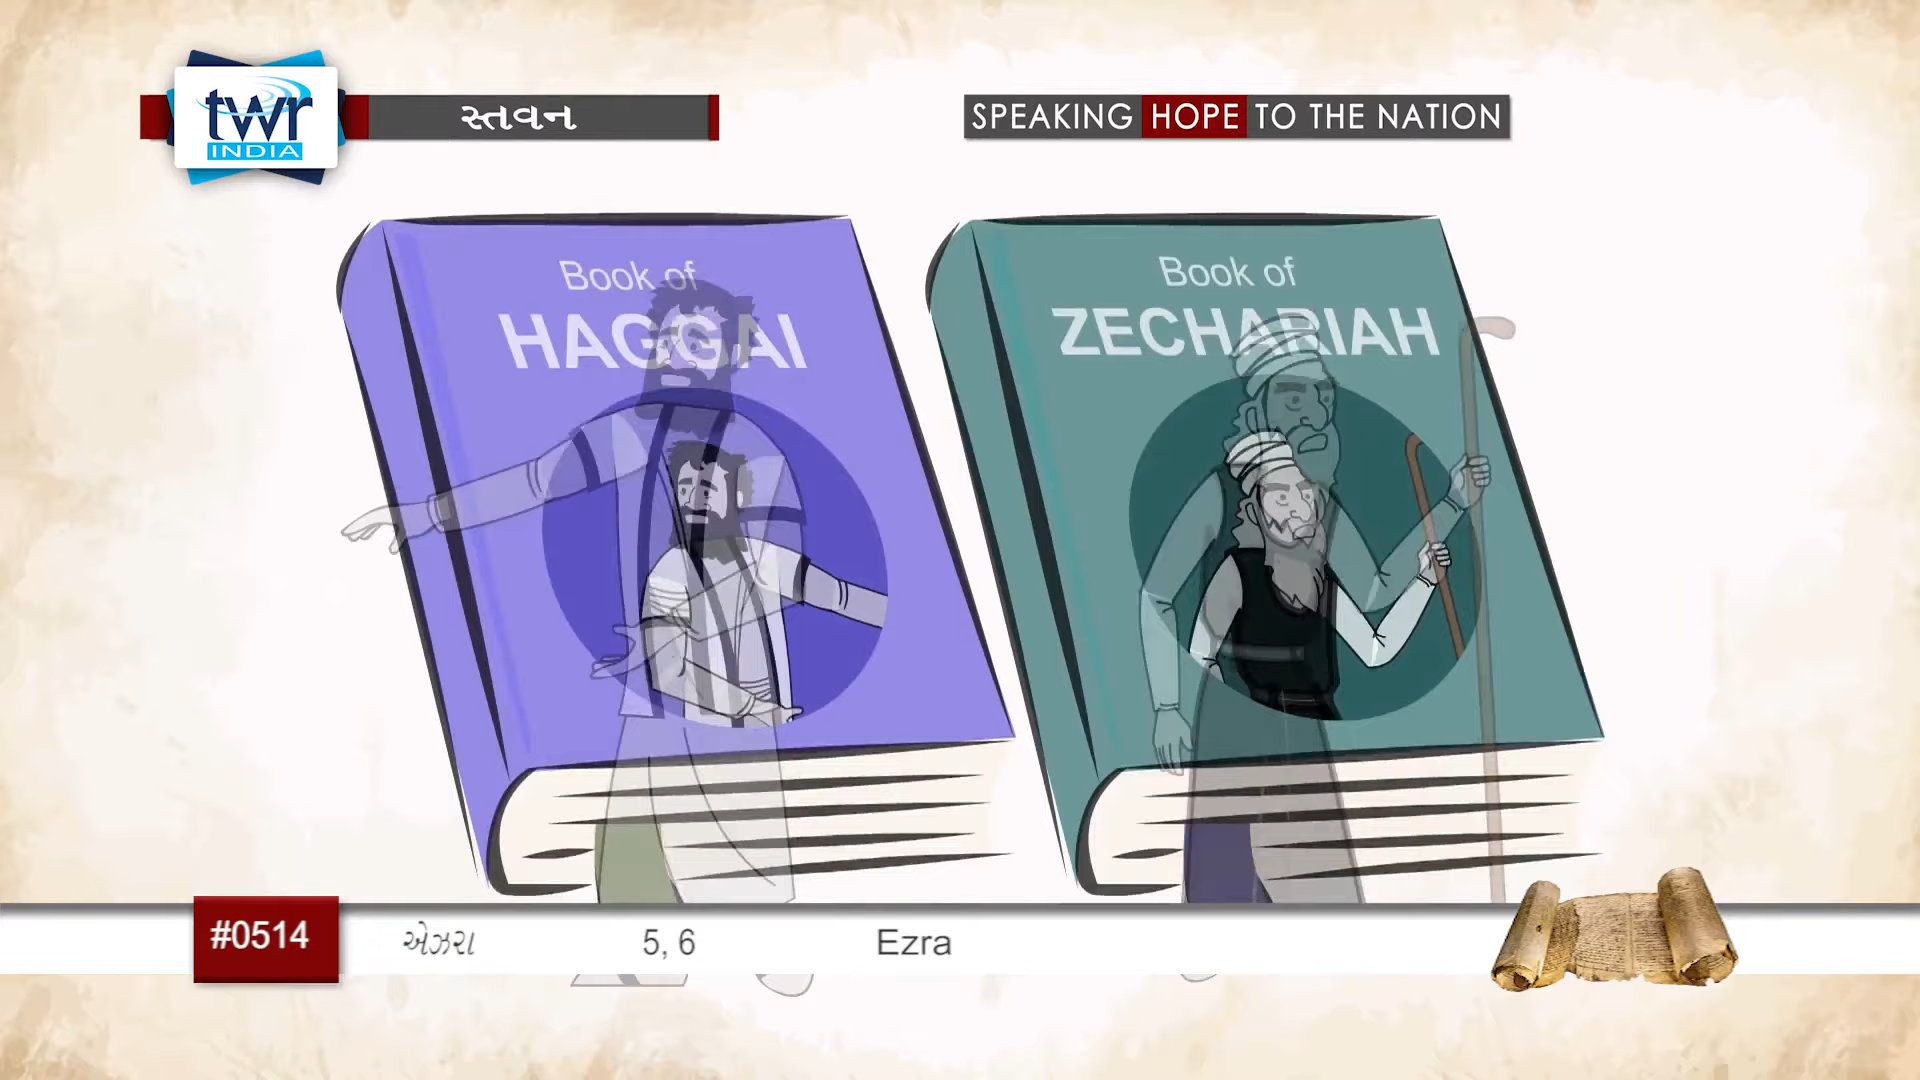 twr
INDIA
સ્તવન
SPEAKING HOPE TO THE NATION
Book of
HAGGAI
Book of
ZECHARIAH
#0514
એઝરા
5, 6
Ezra